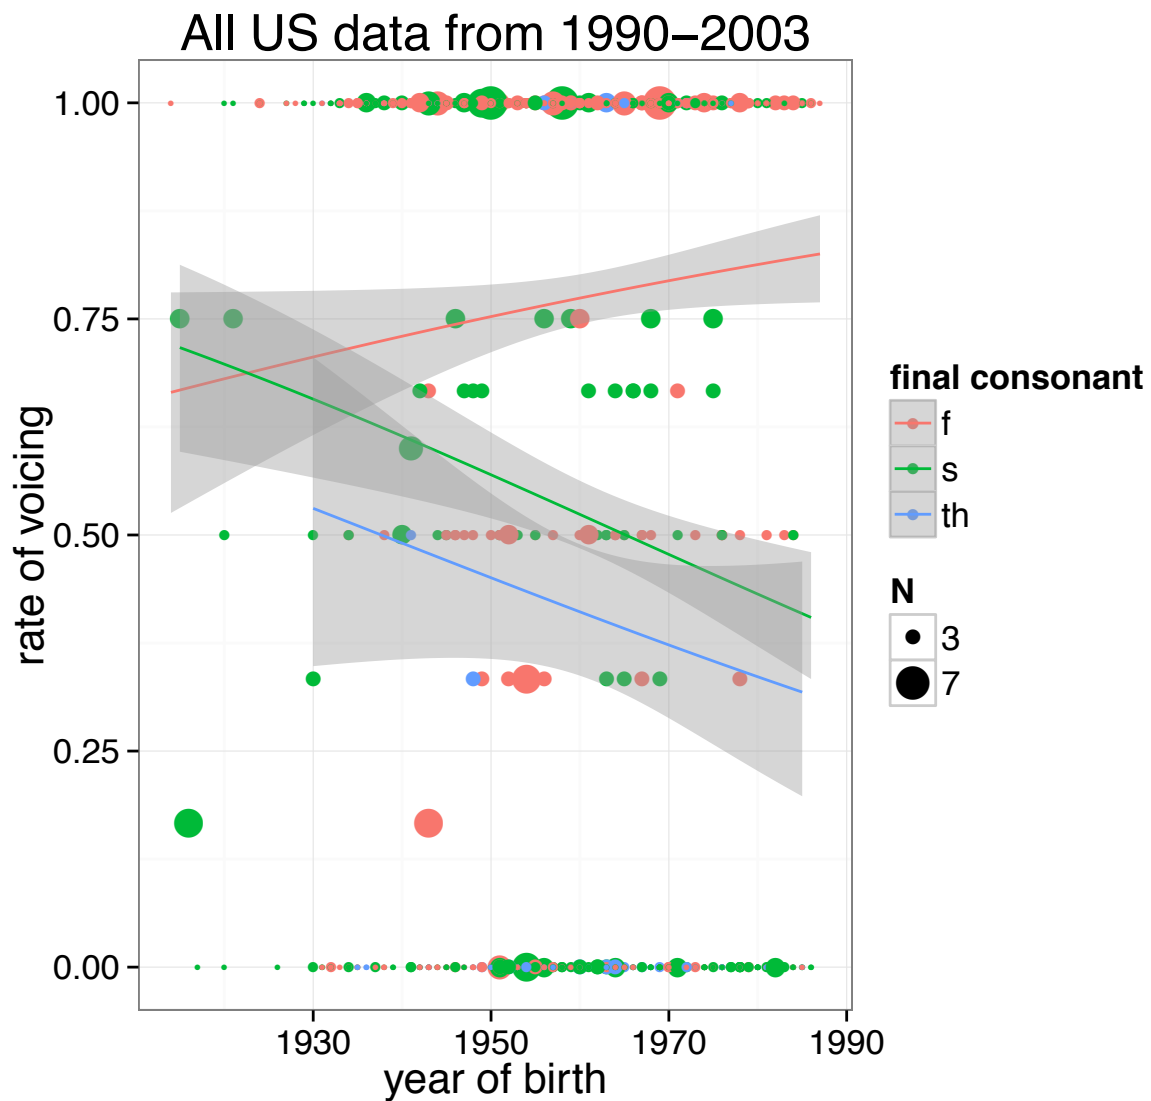 All US data from 1990–2003
1.00
0.75
0.50
0.25
0.00
rate of voicing
1930 1950 1970 1990
year of birth
final consonant
f
s
th
N
3
7